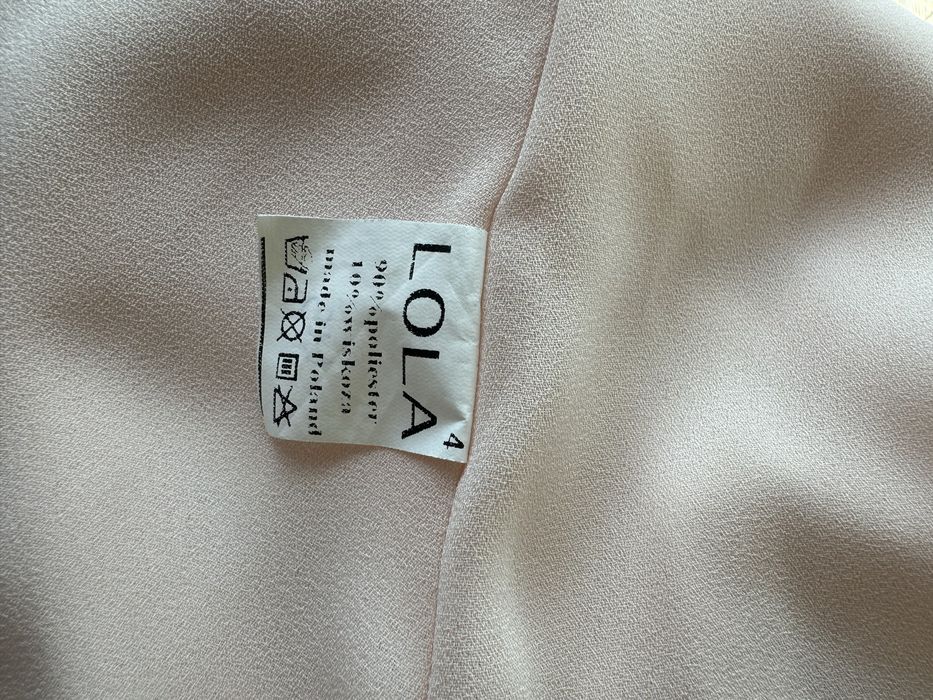 4
LOLA
90%poliester
10%wiskoza
made in Poland